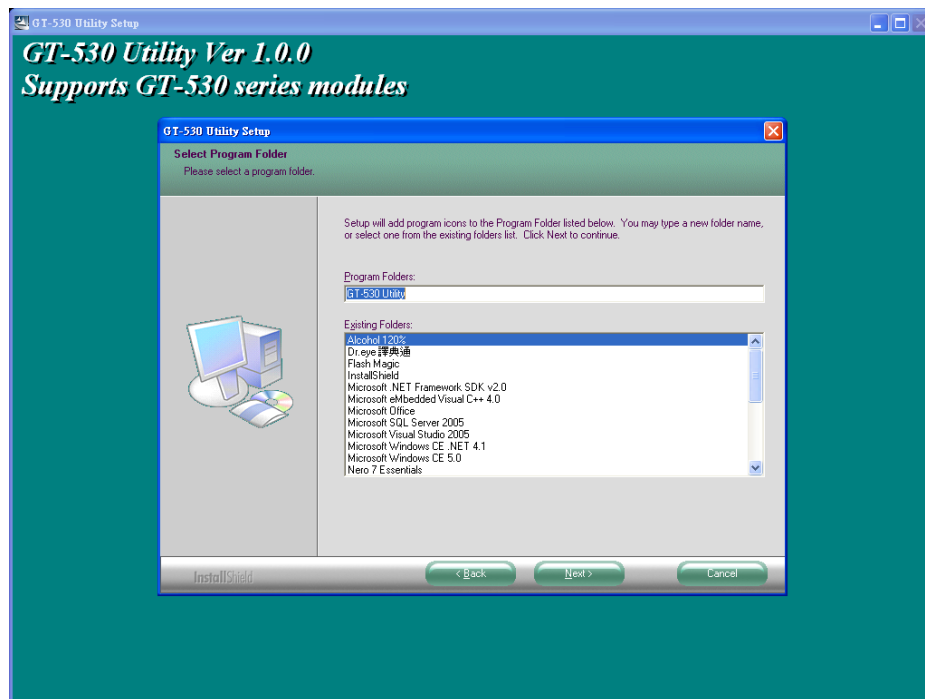 GT-530 Utility Setup
GT-530 Utility Ver 1.0.0
Supports GT-530 series modules
GT-530 Utility Setup
Select Program Folder
Please select a program folder.
Setup will add program icons to the Program Folder listed below. You may type a new folder name,
or select one from the existing folders list. Click Next to continue.
Program Folders:
GT-530 Utility
Existing Folders:
Alcohol 120%
Dr.eye 譯典通
Flash Magic
InstallShield
Microsoft .NET Framework SDK v2.0
Microsoft eMbedded Visual C++ 4.0
Microsoft Office
Microsoft SQL Server 2005
Microsoft Visual Studio 2005
Microsoft Windows CE .NET 4.1
Microsoft Windows CE 5.0
Nero 7 Essentials
InstallShield
< Back
Next >
Cancel